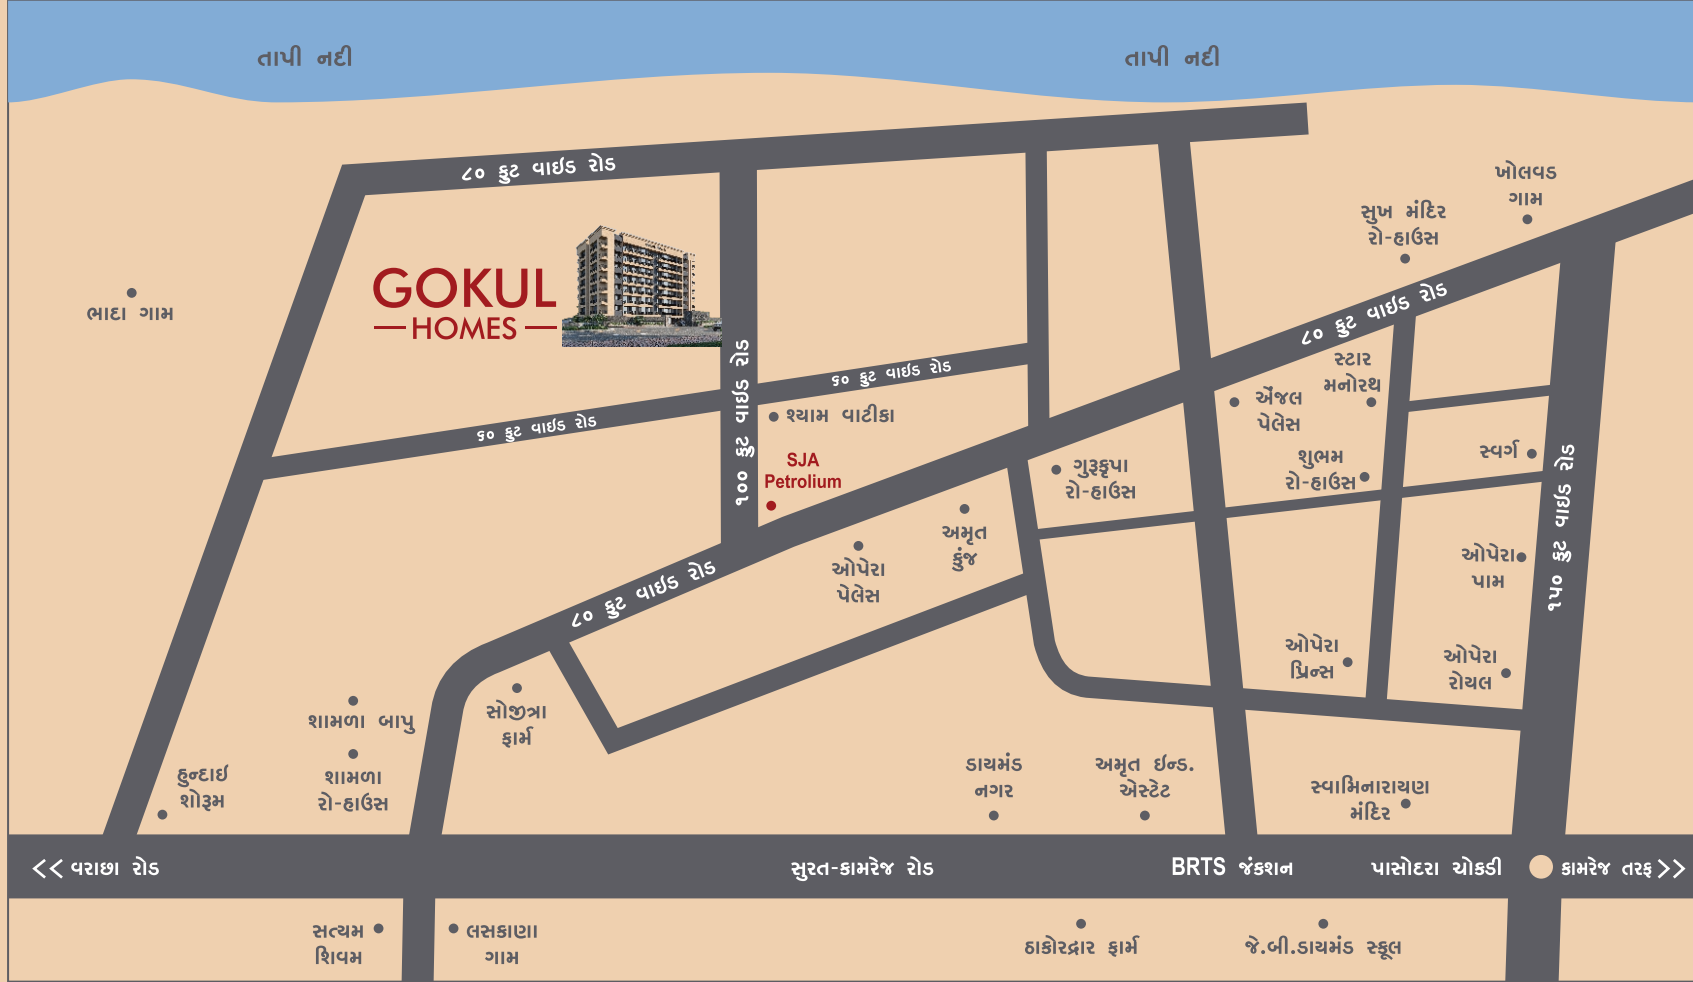 તાપી નદી
તાપી નદી
૮૦ ફુટ વાઇડ રોડ
ખોલવડ
ગામ
સુખ મંદિર
રો-હાઉસ
GOKUL
HOMES
ભાદા ગામ
૮૦ ફુટ વાઇડ રોડ
૧૦૦ ફુટ વાઇડ રોડ
૬૦ ફુટ વાઇડ રોડ
૬૦ ફુટ વાઇડ રોડ
શ્યામ વાટીકા
SJA
Petrolium
સ્ટાર
મનોરથ
એંજલ
પેલેસ
શુભમ
રો-હાઉસ
સ્વર્ગ
ગુરૂકૃપા
રો-હાઉસ
૧૫૦ ફુટ વાઇડ રોડ
અમૃત
કુંજ
ઓપેરા
પેલેસ
ઓપેરા
પામ
૮૦ ફુટ વાઇડ રોડ
ઓપેરા
પ્રિન્સ
ઓપેરા
રોયલ
સોજીત્રા
ફાર્મ
શામળા બાપુ
શામળા
રો-હાઉસ
હુન્દાઈ
શોરૂમ
ડાયમંડ
નગર
અમૃત ઇન્ડ.
એસ્ટેટ
સ્વામિનારાયણ
મંદિર
<< વરાછા રોડ
સુરત-કામરેજ રોડ
BRTS જંકશન
પાસોદરા ચોકડી
કામરેજ તરફ >>
સત્યમ
શિવમ
લસકાણા
ગામ
ઠાકોરદ્વાર ફાર્મ
જે.બી.ડાયમંડ સ્કૂલ